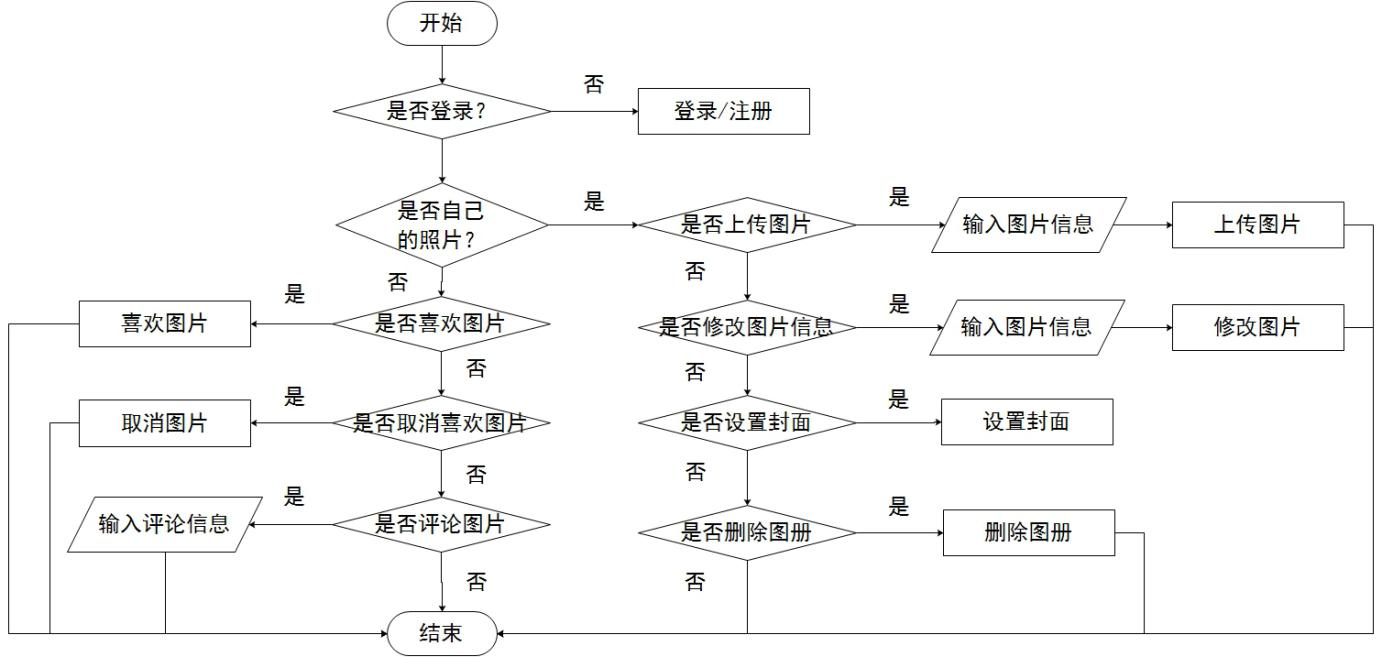 开始
否
是否登录?
登录/注册
是否自己
的照片?
是
是否上传图片
是
输入图片信息
上传图片
否
否
是
喜欢图片
是否喜欢图片
是否修改图片信息
是
输入图片信息
修改图片
否
否
是
取消图片
是否取消喜欢图片
是否设置封面
是
设置封面
否
否
是
输入评论信息
是否评论图片
是否删除图册
是
删除图册
否
否
结束